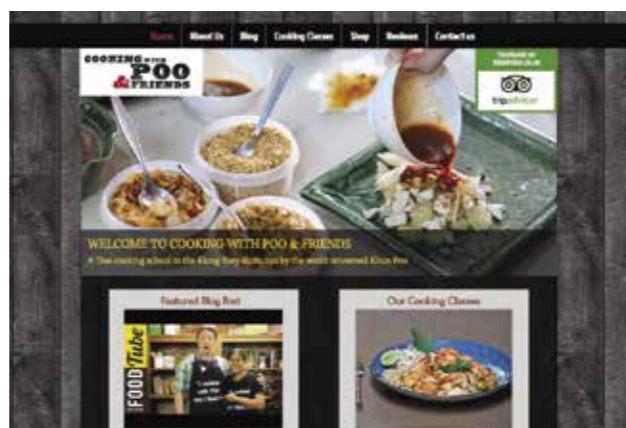 Home About Us Blog Cooking Classes Shop Reviews Contact us
COOKING WITH
POO
& FRIENDS
tripadvisor
WELCOME TO COOKING WITH POO & FRIENDS
A Thai cooking school in the Klong Toey slums, run by the world renowned Khun Poo
Featured Blog Post
Our Cooking Classes
FOOD Tube